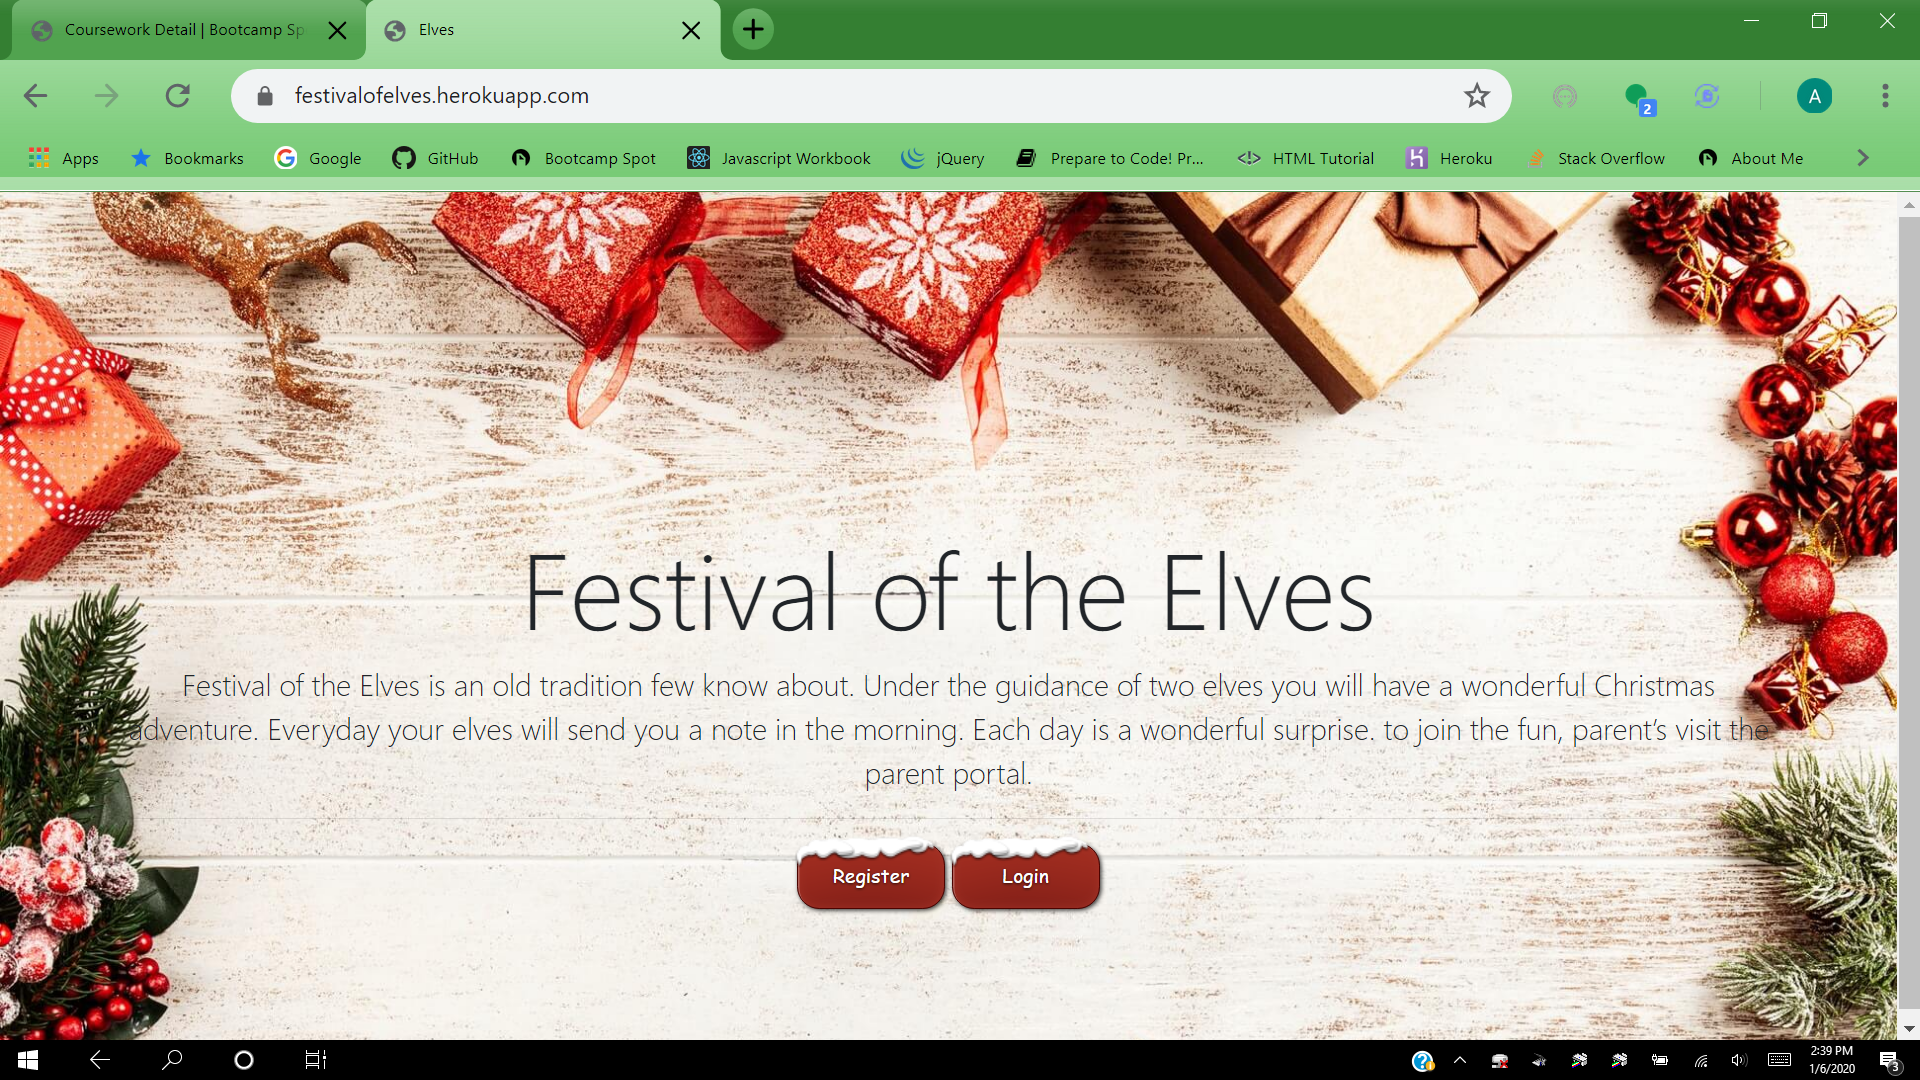 Coursework Detail | Bootcamp Sp
Elves
festivalofelves.herokuapp.com
A
2
Apps
Bookmarks
Google
GitHub
Bootcamp Spot
Javascript Workbook
jQuery
Prepare to Code! Pr...
HTML Tutorial
Heroku
Stack Overflow
About Me
Festival of the Elves
Festival of the Elves is an old tradition few know about. Under the guidance of two elves you will have a wonderful Christmas
adventure. Everyday your elves will send you a note in the morning. Each day is a wonderful surprise. to join the fun, parent’s visit the
parent portal.
Register
Login
2:39 PM
1/6/2020
3